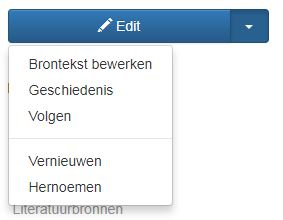 Edit
Brontekst bewerken
Geschiedenis
Volgen
Vernieuwen
Hernoemen
Literatuurbronnen